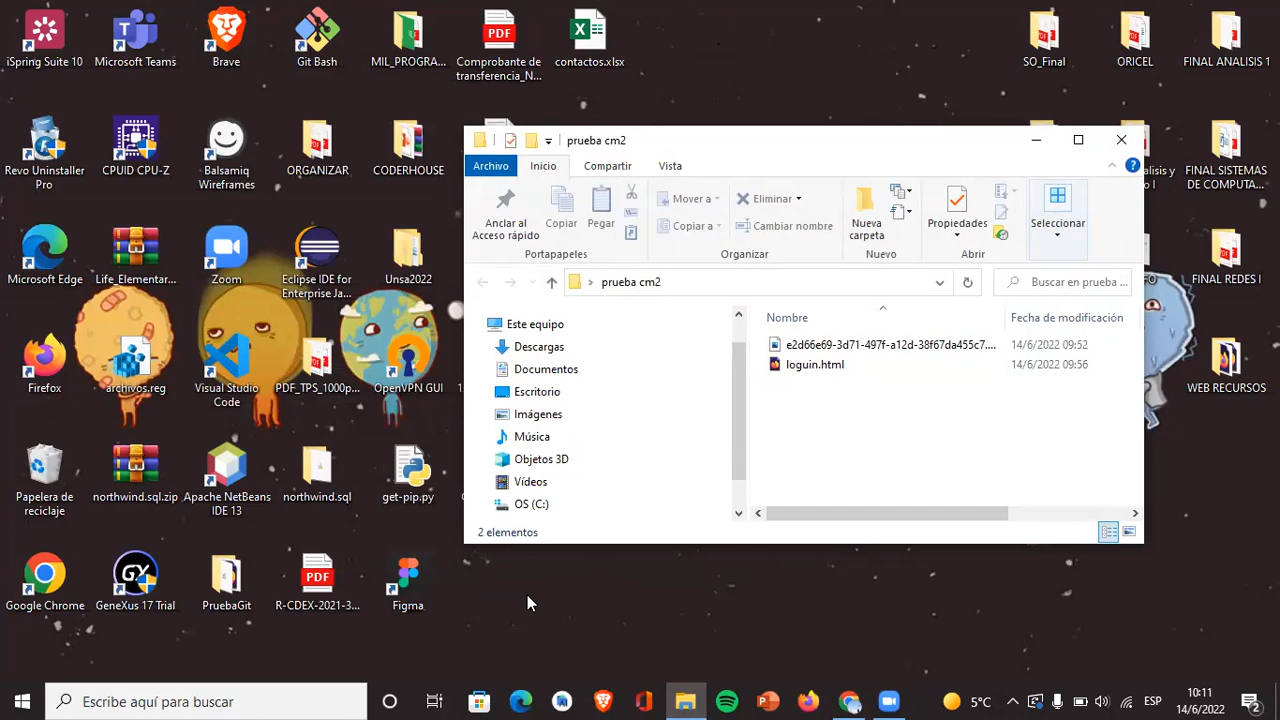 iSpring Suite 10
Microsoft Teams
Brave
Git Bash
MIL_PROGRA...
PDF
Comprobante de
transferencia_N...
contactos.xlsx
SO_Final
ORICEL
FINAL ANALISIS 1
Revo Uninstaller
Pro
CPUID CPU-Z
Balsamiq
Wireframes
ORGANIZAR
CODERHOUSE
FINAL SISTEMAS
DE COMPUTA...
prueba cm2
Archivo
Inicio
Compartir
Vista
Anclar al
Acceso rápido
Copiar
Pegar
Mover a
Copiar a
Eliminar
Cambiar nombre
Nueva
carpeta
Propiedades
Seleccionar
Portapapeles
Organizar
Nuevo
Abrir
prueba cm2
Buscar en prueba ...
Este equipo
Descargas
Documentos
Escritorio
Imágenes
Música
Objetos 3D
Vídeos
OS (C:)
Nombre
Fecha de modificación
e2d66e69-3d71-497f-a12d-38f67da455c7....
14/6/2022 09:52
loguin.html
14/6/2022 09:56
2 elementos
Microsoft Edge
Life_Elementar...
Zoom
Eclipse IDE for
Enterprise Ja...
Unsa2022
FINAL REDES I
Firefox
archivos.reg
Visual Studio
Code
PDF_TPS_1000p...
OpenVPN GUI
WEB RECURSOS
Papelera de
reciclaje
northwind.sql.zip
Apache NetBeans
IDE 13
northwind.sql
get-pip.py
Google Chrome
GX
GeneXus 17 Trial
PruebaGit
PDF
R-CDEX-2021-3...
Figma
Escribe aquí para buscar
5°C
ESP
10:11
14/6/2022
2